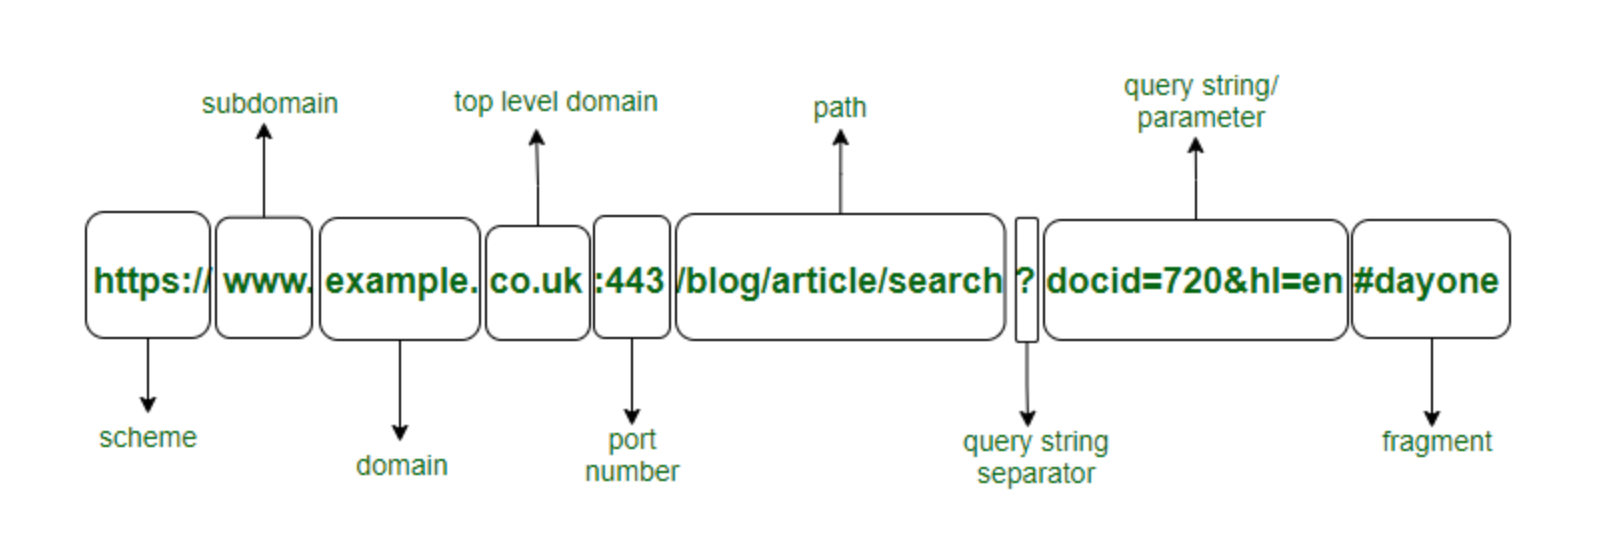 subdomain
top level domain
path
query string/
parameter
https:// www. example. co.uk :443 /blog/article/search ? docid=720&hl=en #dayone
scheme
domain
port
number
query string
separator
fragment